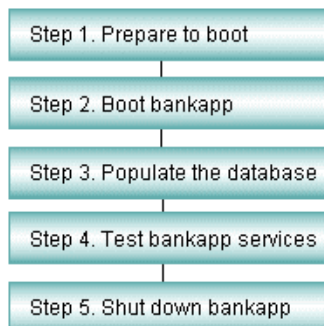 Step 1. Prepare to boot
Step 2. Boot bankapp
Step 3. Populate the database
Step 4. Test bankapp services
Step 5. Shut down bankapp